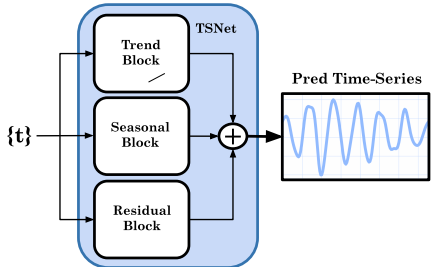 TSNet
Trend
Block
Pred Time-Series
{t}
Seasonal
Block
Residual
Block